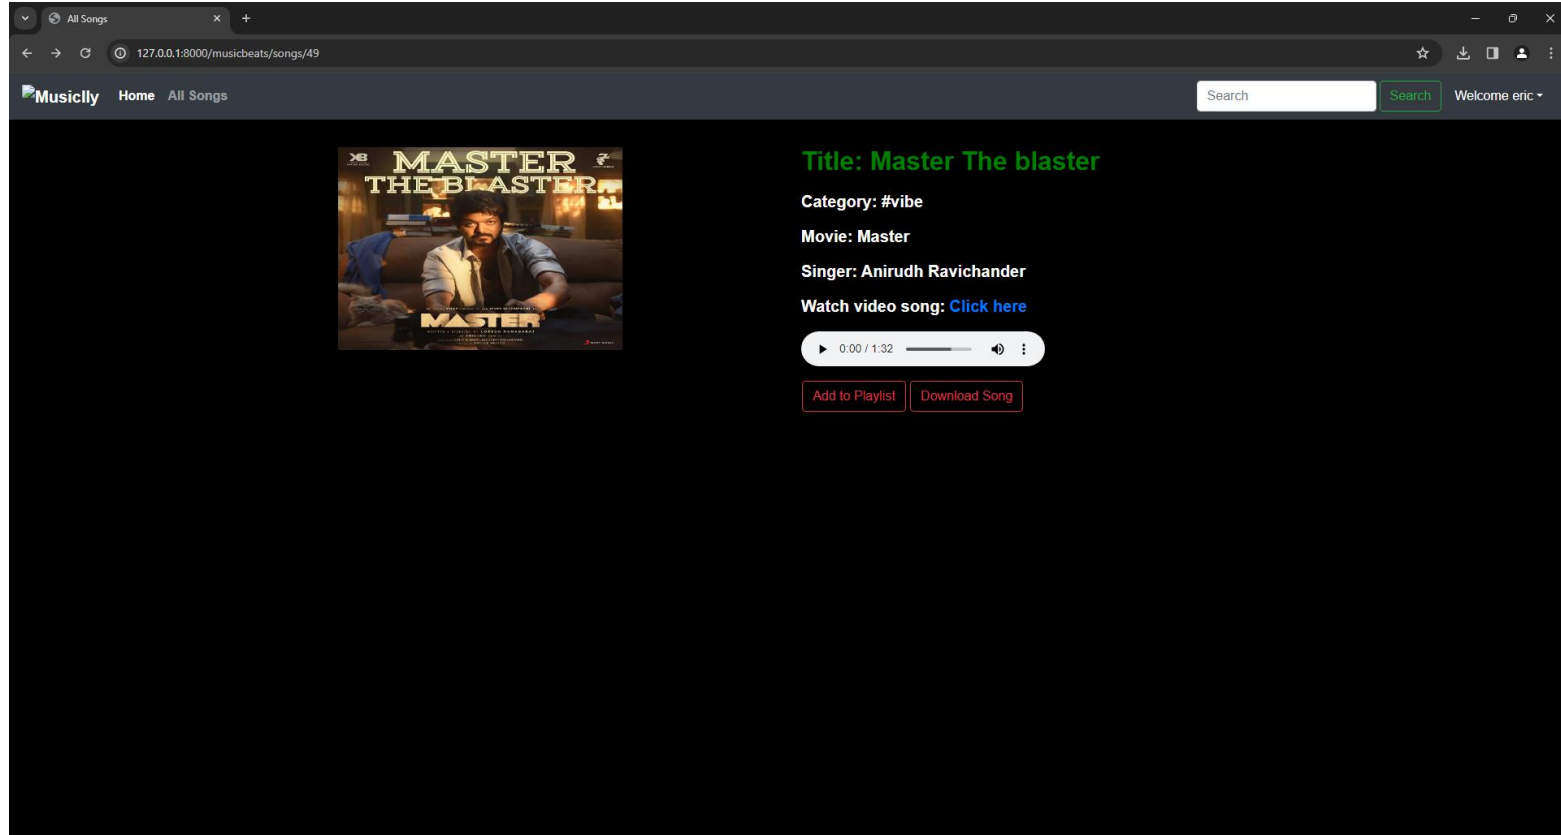 All Songs
127.0.0.1:8000/musicbeats/songs/49
Musiclly Home All Songs
Search Search Welcome eric
MASTER
THE BLASTER
MASTER
Title: Master The blaster
Category: #vibe
Movie: Master
Singer: Anirudh Ravichander
Watch video song: Click here
0:00 / 1:32
Add to Playlist Download Song